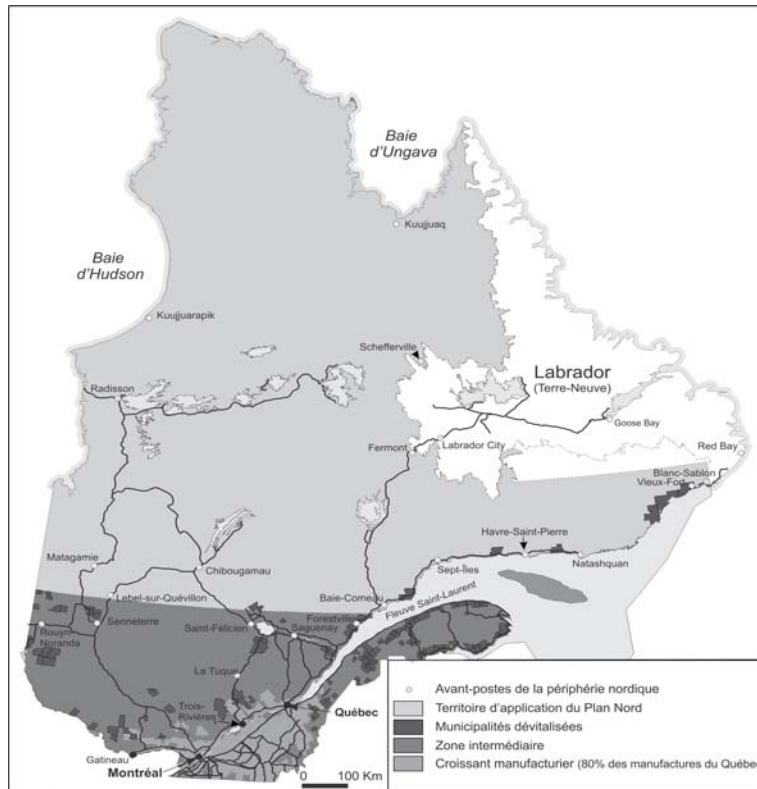 Baie
d'Ungava
Kuujjuaq
Baie
d'Hudson
Kuujjuarapik
Schefferville
Labrador
(Terre-Neuve)
Radisson
Goose Bay
Fermont
Labrador City
Red Bay
Blanc-Sablon
Vieux-Fort
Havre-Saint-Pierre
Matagamie
Chibougamau
Sept-Îles
Natashquan
Lebel-sur-Quévillon
Baie-Comeau
Fleuve Saint-Laurent
Forestville
Senneterre
Saint-Félicien
Saguenay
Rouyn
Noranda
La Tuque
Trois-
Rivières
Québec
Gatineau
Montréal
0 100 Km
Avant-postes de la périphérie nordique
Territoire d'application du Plan Nord
Municipalités dévitalisées
Zone intermédiaire
Croissant manufacturier (80% des manufactures du Québec